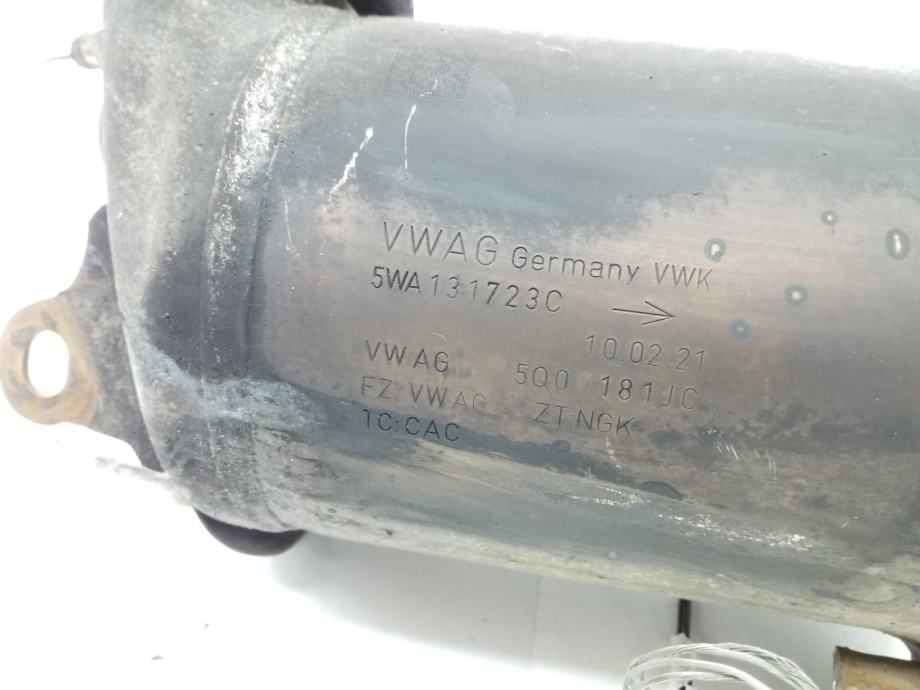 VWAG Germany VWK
5WA131723C →
10.02.21
VWAG 5Q0 181JC
FZ:VWAG ZT:NGK
1C:CAC